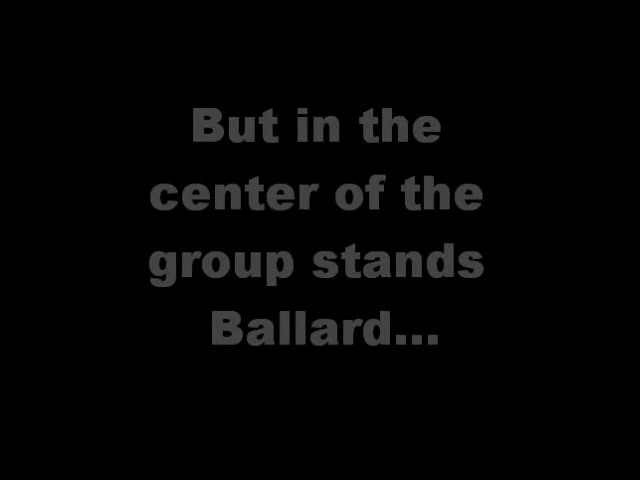 But in the
center of the
group stands
Ballard...